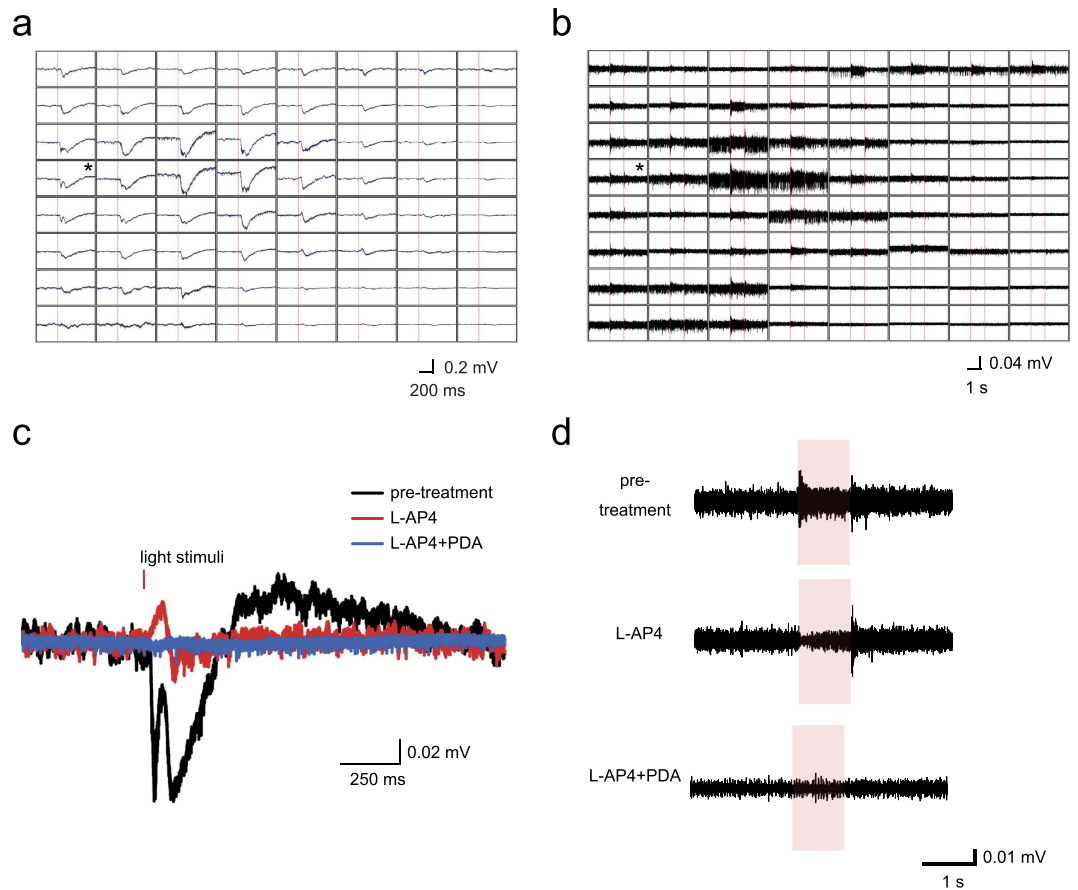 a
b
*
*
0.2 mV
200 ms
0.04 mV
1 s
c
d
pre-treatment
L-AP4
L-AP4+PDA
light stimuli
0.02 mV
250 ms
pre-
treatment
L-AP4
L-AP4+PDA
0.01 mV
1 s